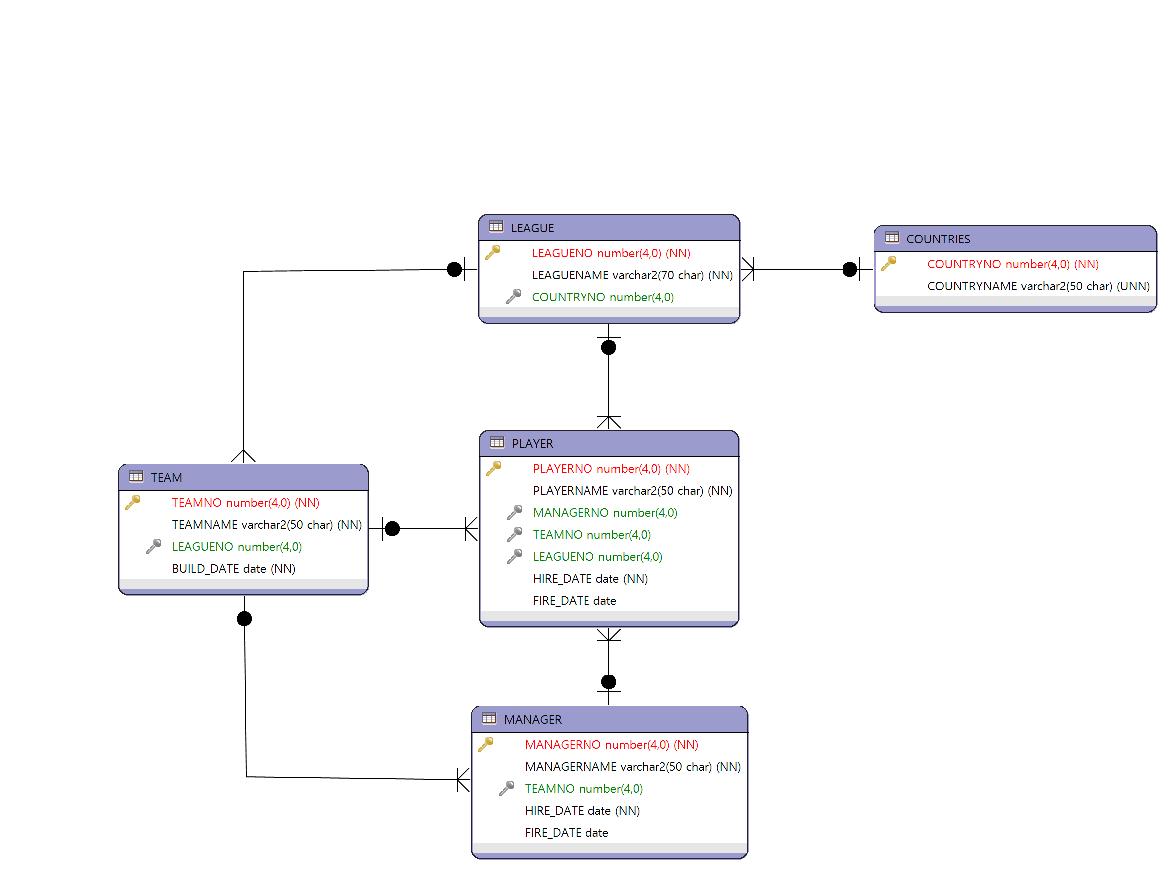 LEAGUE
LEAGUENO number(4,0) (NN)
LEAGUENAME varchar2(70 char) (NN)
COUNTRYNO number(4,0)
COUNTRIES
COUNTRYNO number(4,0) (NN)
COUNTRYNAME varchar2(50 char) (UNN)
PLAYER
PLAYERNO number(4,0) (NN)
PLAYERNAME varchar2(50 char) (NN)
MANAGERNO number(4,0)
TEAMNO number(4,0)
LEAGUENO number(4,0)
HIRE_DATE date (NN)
FIRE_DATE date
TEAM
TEAMNO number(4,0) (NN)
TEAMNAME varchar2(50 char) (NN)
LEAGUENO number(4,0)
BUILD_DATE date (NN)
MANAGER
MANAGERNO number(4,0) (NN)
MANAGERNAME varchar2(50 char) (NN)
TEAMNO number(4,0)
HIRE_DATE date (NN)
FIRE_DATE date